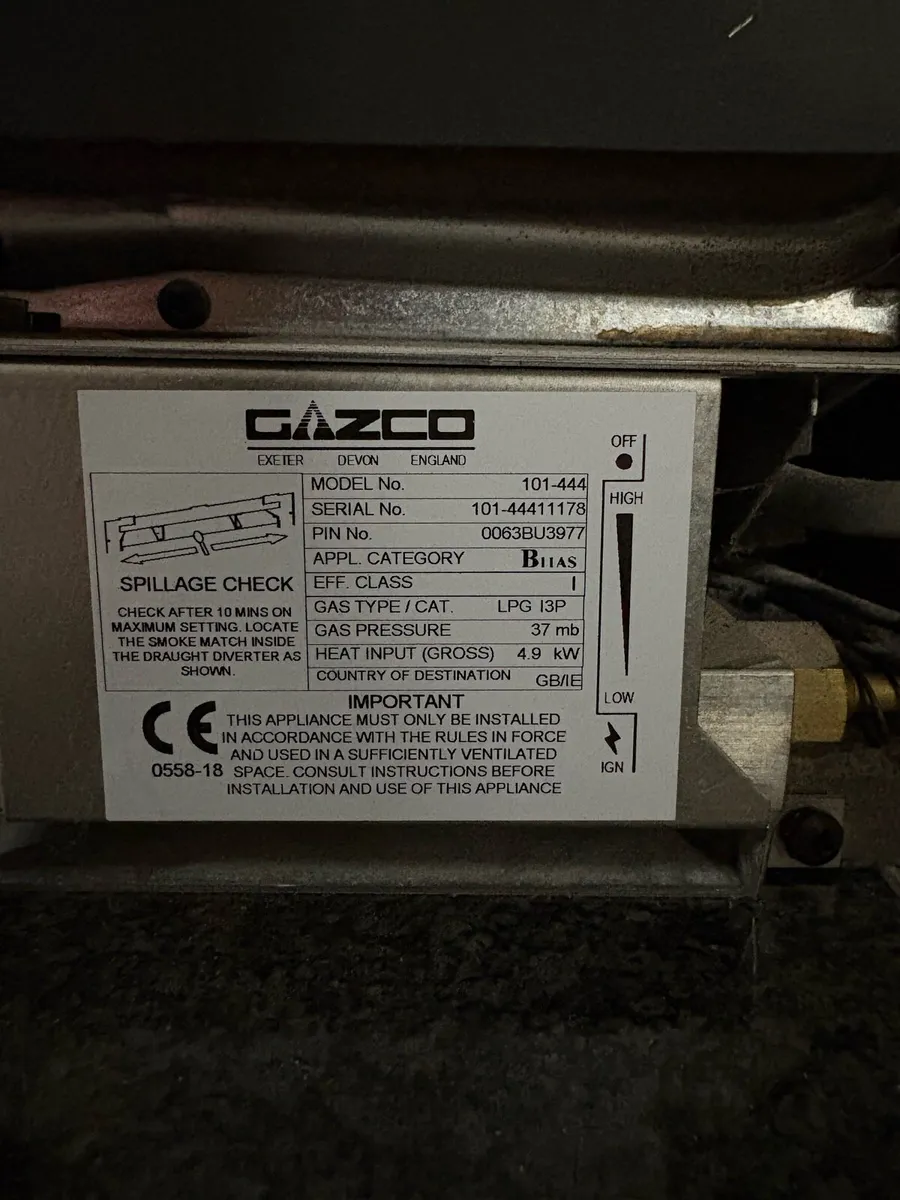 GAZCO
EXETER DEVON ENGLAND
MODEL No. 101-444
SERIAL No. 101-44411178
PIN No. 0063BU3977
APPL. CATEGORY B11AS
EFF. CLASS I
GAS TYPE / CAT. LPG I3P
GAS PRESSURE 37 mb
HEAT INPUT (GROSS) 4.9 kW
COUNTRY OF DESTINATION GB/IE
SPILLAGE CHECK
CHECK AFTER 10 MINS ON
MAXIMUM SETTING. LOCATE
THE SMOKE MATCH INSIDE
THE DRAUGHT DIVERTER AS
SHOWN.
CE
0558-18
IMPORTANT
THIS APPLIANCE MUST ONLY BE INSTALLED
IN ACCORDANCE WITH THE RULES IN FORCE
AND USED IN A SUFFICIENTLY VENTILATED
SPACE. CONSULT INSTRUCTIONS BEFORE
INSTALLATION AND USE OF THIS APPLIANCE
OFF
HIGH
LOW
IGN